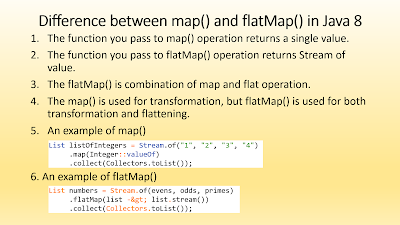 Difference between map() and flatMap() in Java 8
1. The function you pass to map() operation returns a single value.
2. The function you pass to flatMap() operation returns Stream of
value.
3. The flatMap() is combination of map and flat operation.
4. The map() is used for transformation, but flatMap() is used for both
transformation and flattening.
5. An example of map()
List listOfIntegers = Stream.of("1", "2", "3", "4")
.map(Integer::valueOf)
.collect(Collectors.toList());
6. An example of flatMap()
List numbers = Stream.of(evens, odds, primes)
.flatMap(list -&gt; list.stream())
.collect(Collectors.toList());